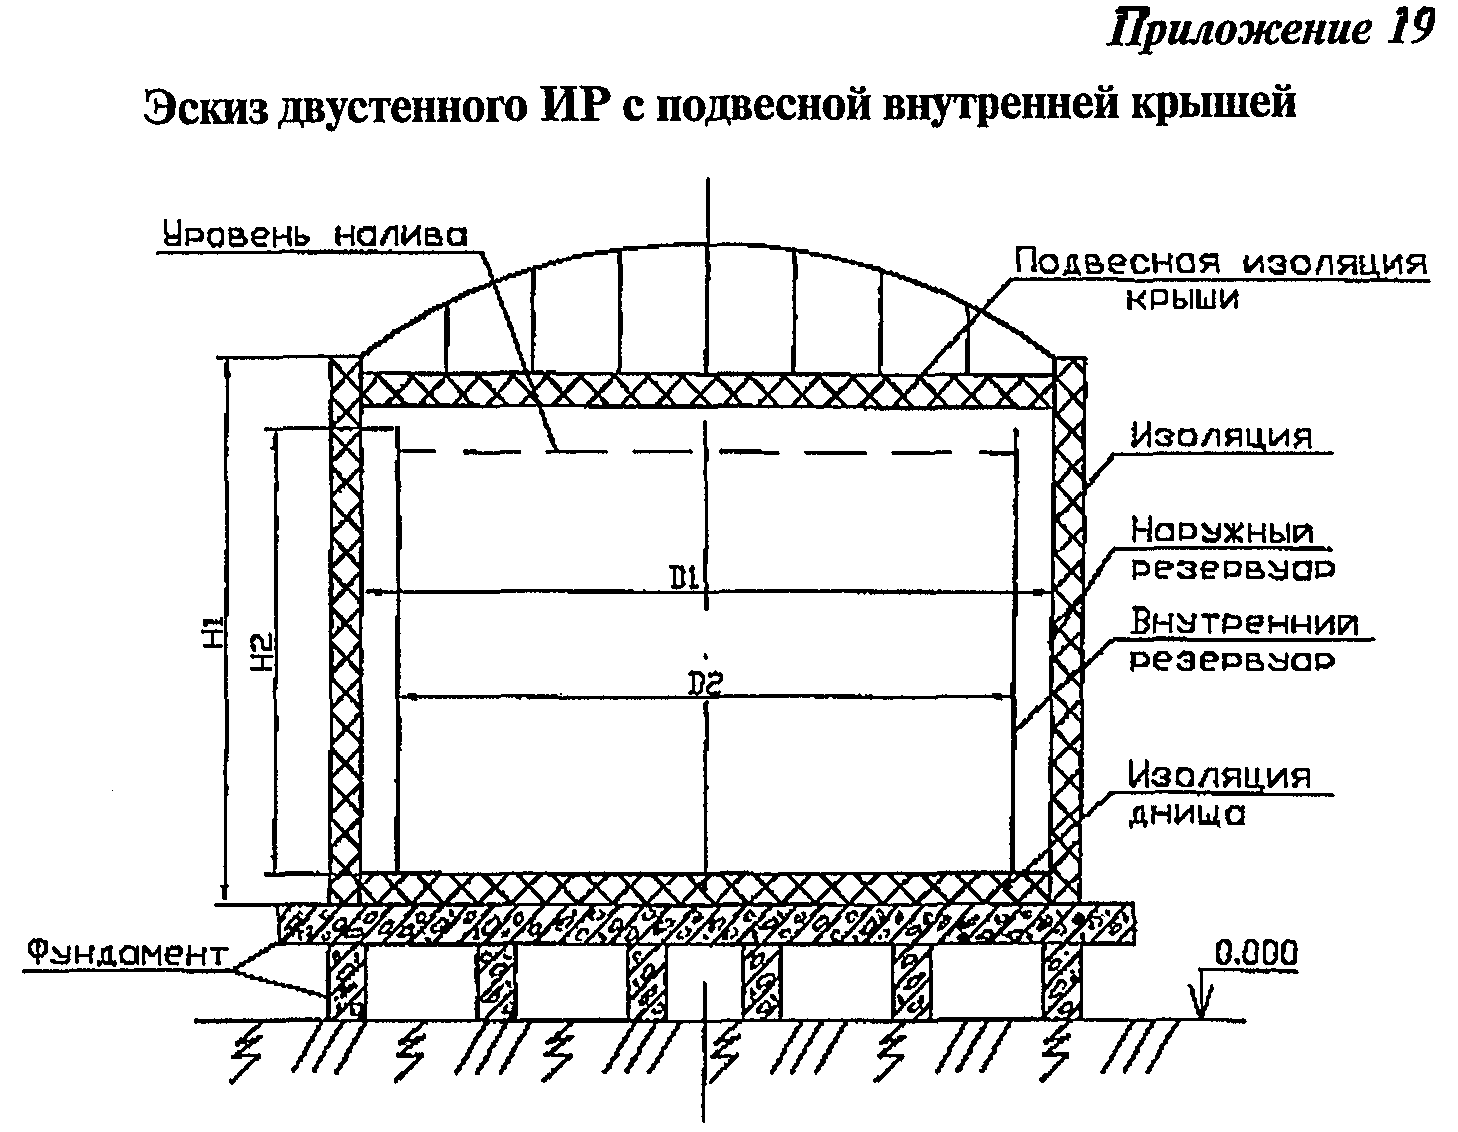 Приложение 19
Эскиз двустенного ИР с подвесной внутренней крышей
Уровень налива
Подвесная изоляция
крыши
Изоляция
Наружный
резервуар
D1
H1
H2
Внутренний
резервуар
D2
Изоляция
днища
Фундамент
0.000